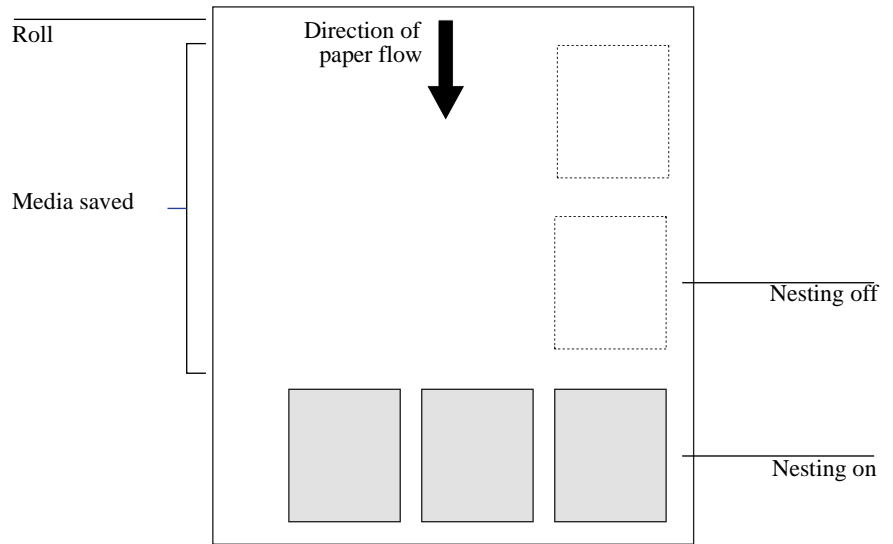 Roll
Direction of
paper flow
Media saved
Nesting off
Nesting on